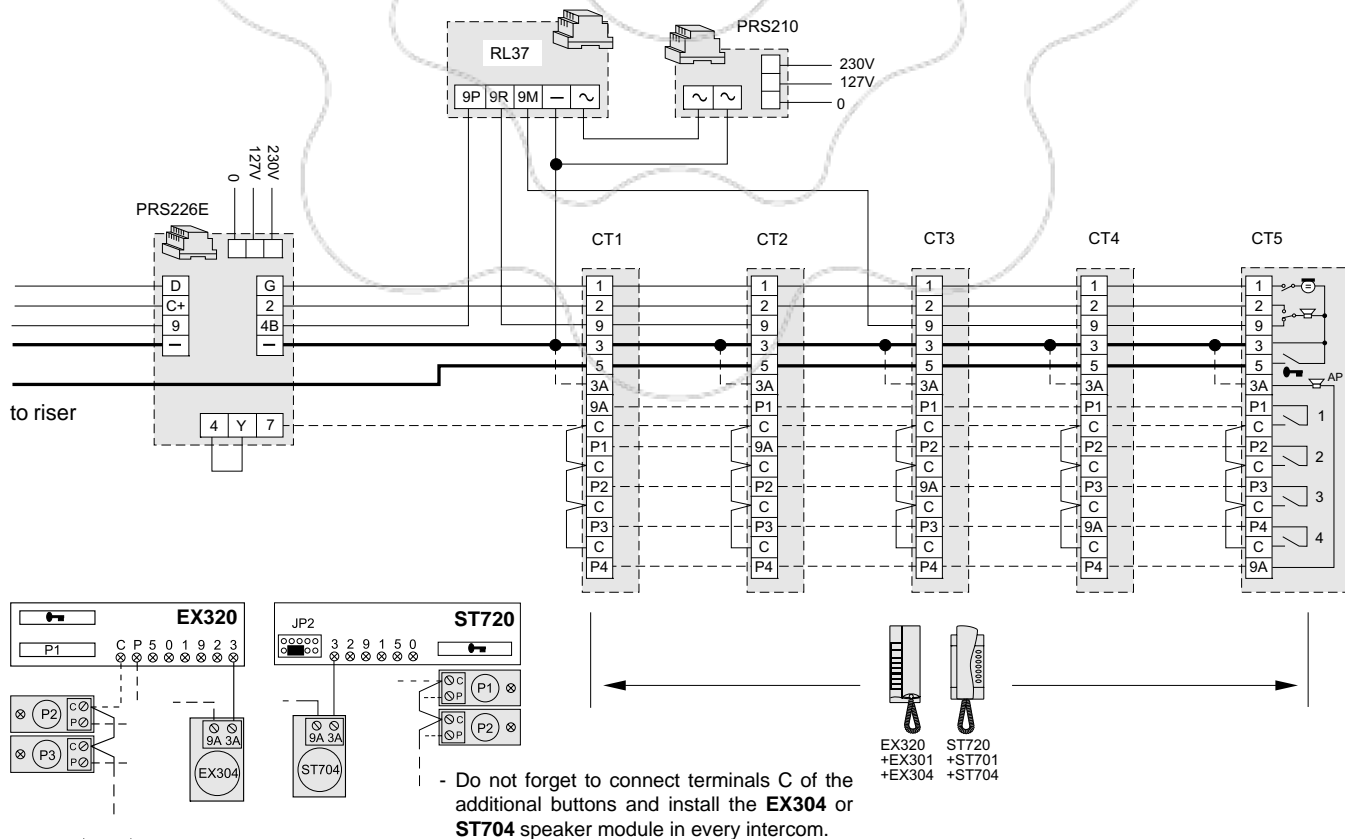 PRS210
RL37
230V
127V
0
9P 9R 9M — ~
~ ~
0
127V
230V
PRS226E
CT1 CT2 CT3 CT4 CT5
D G
C+ 2
9 4B
— —
1 1 1 1 1
2 2 2 2 2
9 9 9 9 9
3 3 3 3 3
5 5 5 5 5
3A 3A 3A 3A 3A AP
9A P1 P1 P1 P1 1
C C C C C
P1 9A P2 P2 P2 2
C C C C C
P2 P2 9A P3 P3 3
C C C C C
P3 P3 P3 9A P4 4
C C C C C
P4 P4 P4 P4 9A
to riser
4 Y 7
EX320
P1
C P 5 0 1 9 2 3
P2 C P
P3 C P
9A 3A
EX304
ST720
JP2
3 2 9 1 5 0
C P P1
C P P2
9A 3A
ST704
EX320 ST720
+EX301 +ST701
+EX304 +ST704
- Do not forget to connect terminals C of the
additional buttons and install the EX304 or
ST704 speaker module in every intercom.